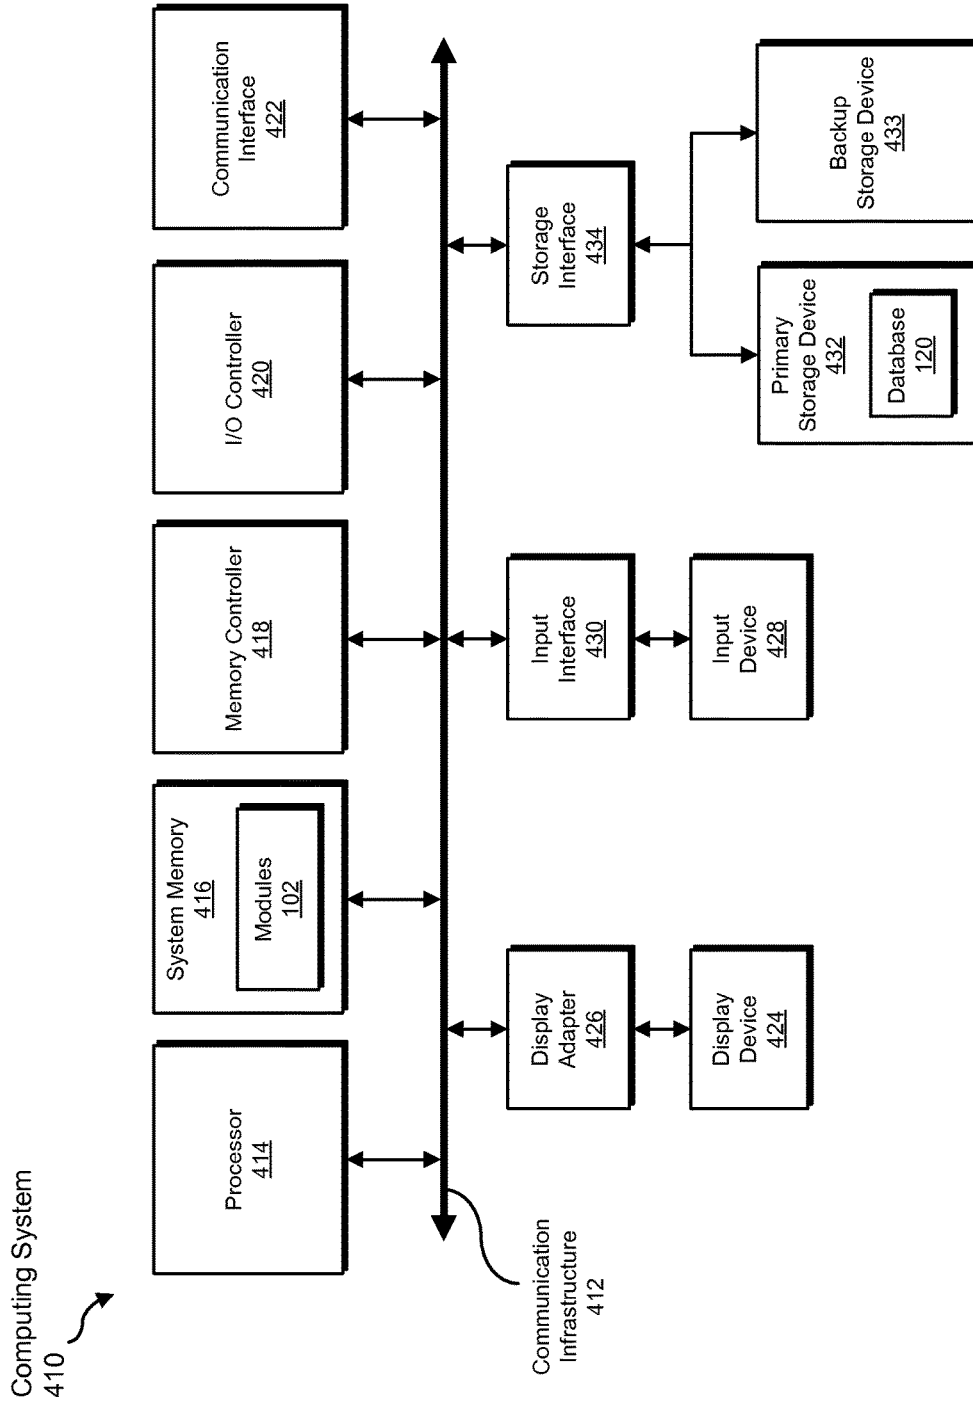 Computing System
410
Processor
414
System Memory
416
Modules
102
Memory Controller
418
I/O Controller
420
Communication
Interface
422
Communication
Infrastructure
412
Display
Adapter
426
Input
Interface
430
Storage
Interface
434
Display
Device
424
Input
Device
428
Primary
Storage Device
432
Database
120
Backup
Storage Device
433